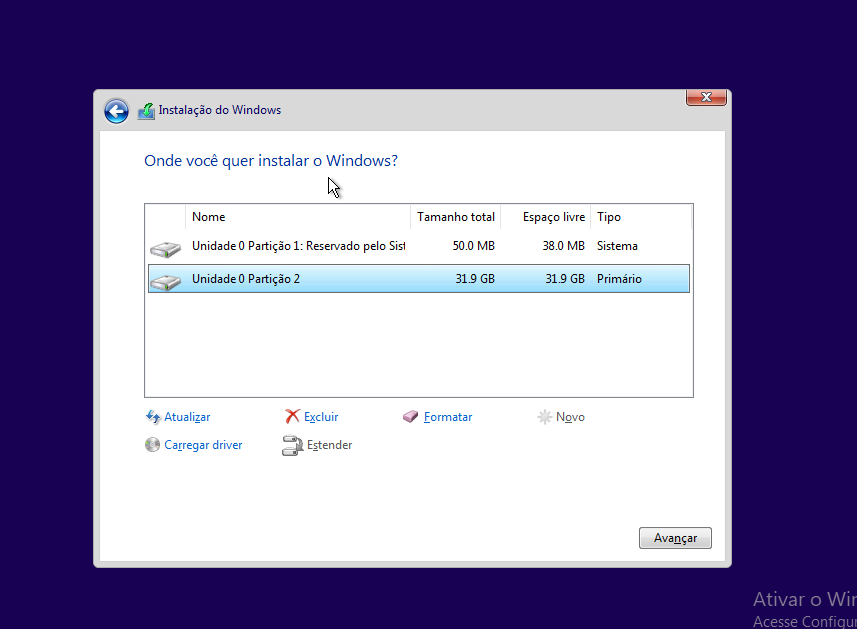 Instalação do Windows
Onde você quer instalar o Windows?
Nome Tamanho total Espaço livre Tipo
Unidade 0 Partição 1: Reservado pelo Sist 50.0 MB 38.0 MB Sistema
Unidade 0 Partição 2 31.9 GB 31.9 GB Primário
Atualizar Excluir Formatar Novo
Carregar driver Estender
Avançar
Ativar o Win
Acesse Configur